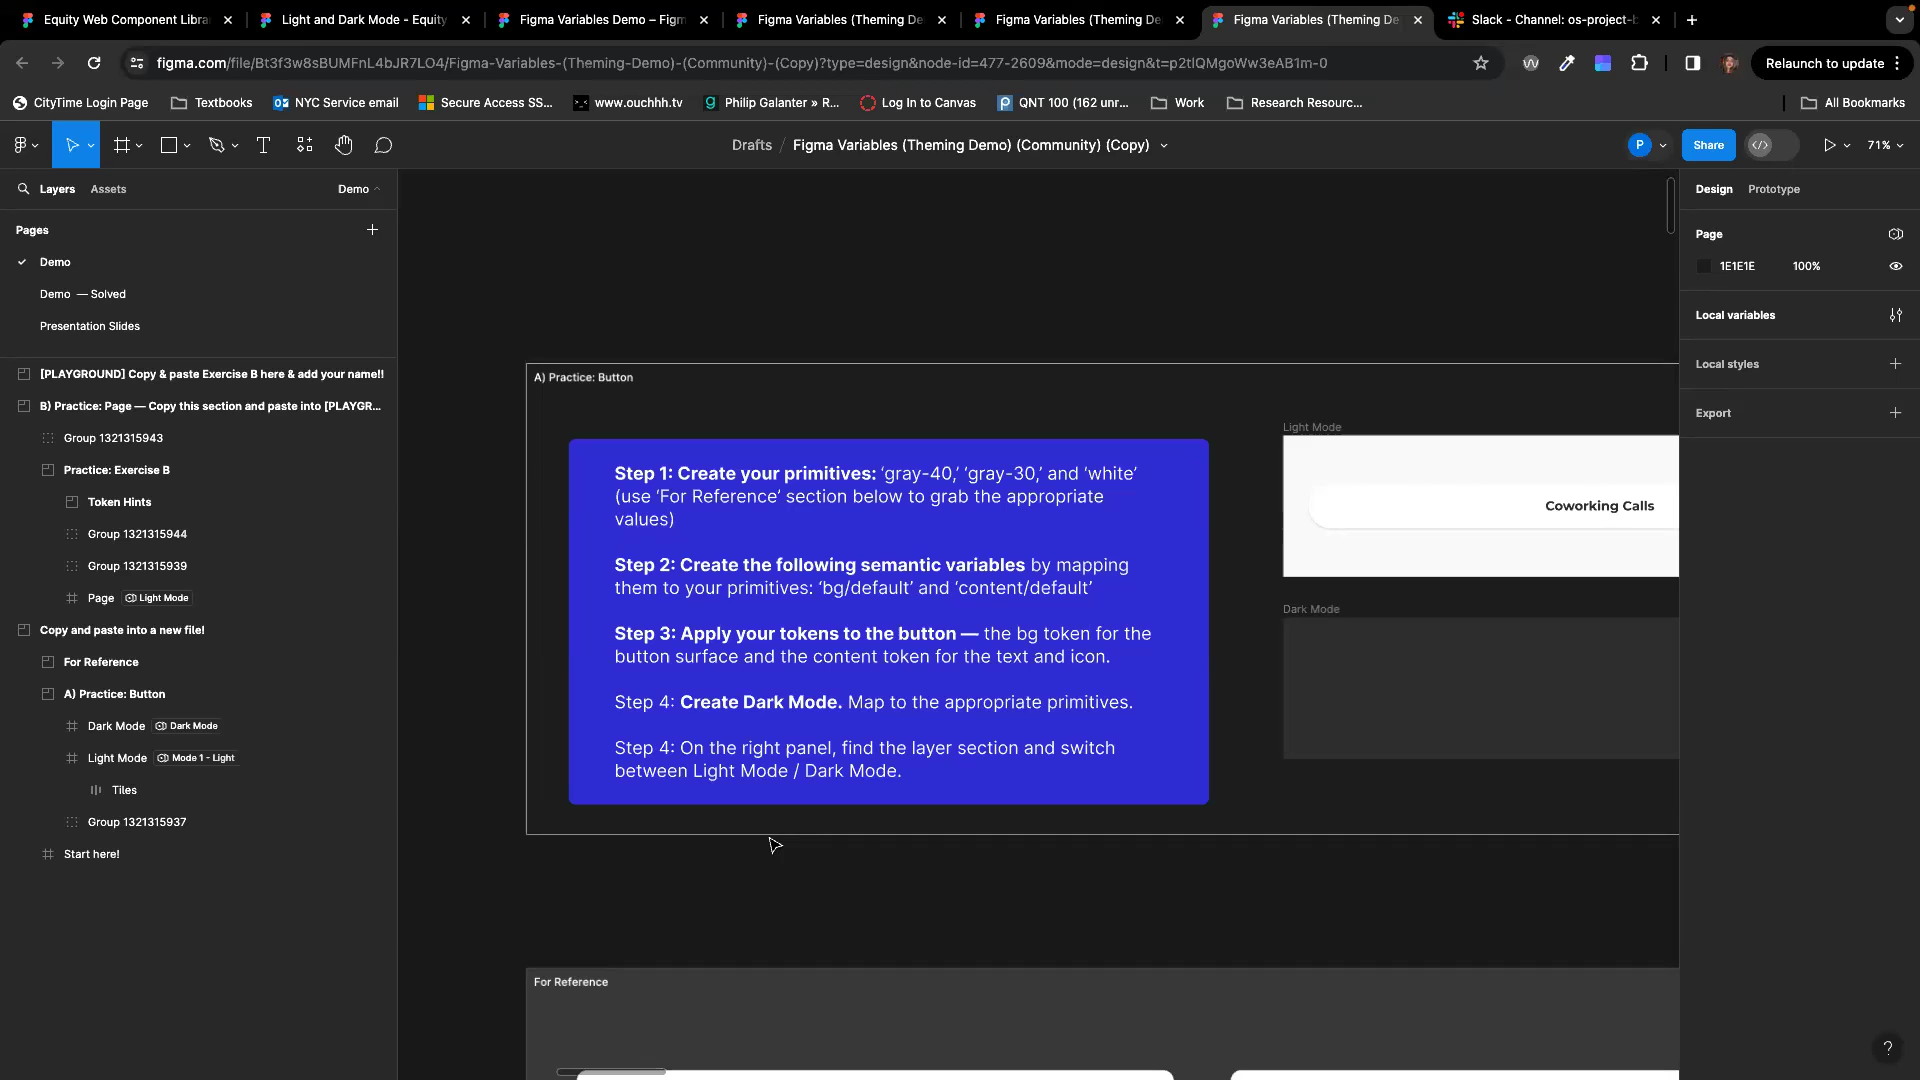 Equity Web Component Libra
Light and Dark Mode - Equity
Figma Variables Demo – Figm
Figma Variables (Theming De
Figma Variables (Theming De
Figma Variables (Theming De
Slack - Channel: os-project-b
figma.com/file/Bt3f3w8sBUMFnL4bJR7LO4/Figma-Variables-(Theming-Demo)-(Community)-(Copy)?type=design&node-id=477-2609&mode=design&t=p2tlQMgoWw3eAB1m-0
Relaunch to update
CityTime Login Page
Textbooks
NYC Service email
Secure Access SS...
www.ouchhh.tv
Philip Galanter » R...
Log In to Canvas
QNT 100 (162 unr...
Work
Research Resourc...
All Bookmarks
Drafts / Figma Variables (Theming Demo) (Community) (Copy)
P
Share
71%
Layers
Assets
Demo
Design
Prototype
Pages
Demo
Demo — Solved
Presentation Slides
[PLAYGROUND] Copy & paste Exercise B here & add your name!!
B) Practice: Page — Copy this section and paste into [PLAYGR...
Group 1321315943
Practice: Exercise B
Token Hints
Group 1321315944
Group 1321315939
Page Light Mode
Copy and paste into a new file!
For Reference
A) Practice: Button
Dark Mode Dark Mode
Light Mode Mode 1 - Light
Tiles
Group 1321315937
Start here!
A) Practice: Button
Step 1: Create your primitives: ‘gray-40,’ ‘gray-30,’ and ‘white’
(use ‘For Reference’ section below to grab the appropriate
values)
Step 2: Create the following semantic variables by mapping
them to your primitives: ‘bg/default’ and ‘content/default’
Step 3: Apply your tokens to the button — the bg token for the
button surface and the content token for the text and icon.
Step 4: Create Dark Mode. Map to the appropriate primitives.
Step 4: On the right panel, find the layer section and switch
between Light Mode / Dark Mode.
Light Mode
Coworking Calls
Dark Mode
For Reference
Page
1E1E1E 100%
Local variables
Local styles
Export
?